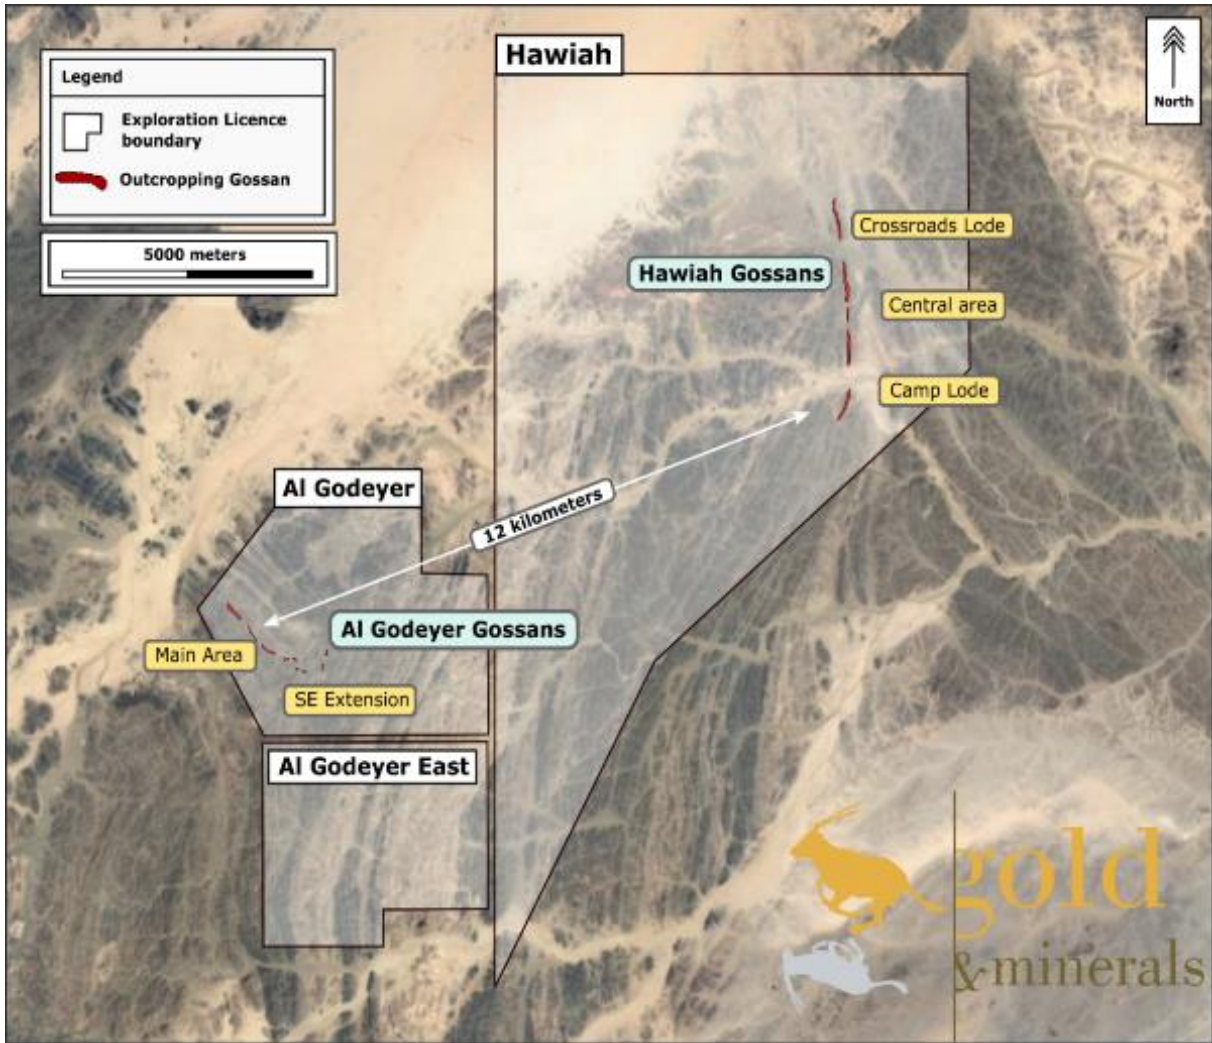 Hawiah
Legend
Exploration Licence
boundary
Outcropping Gossan
5000 meters
North
Crossroads Lode
Hawiah Gossans
Central area
Camp Lode
Al Godeyer
12 kilometers
Al Godeyer Gossans
Main Area
SE Extension
Al Godeyer East
gold
&minerals